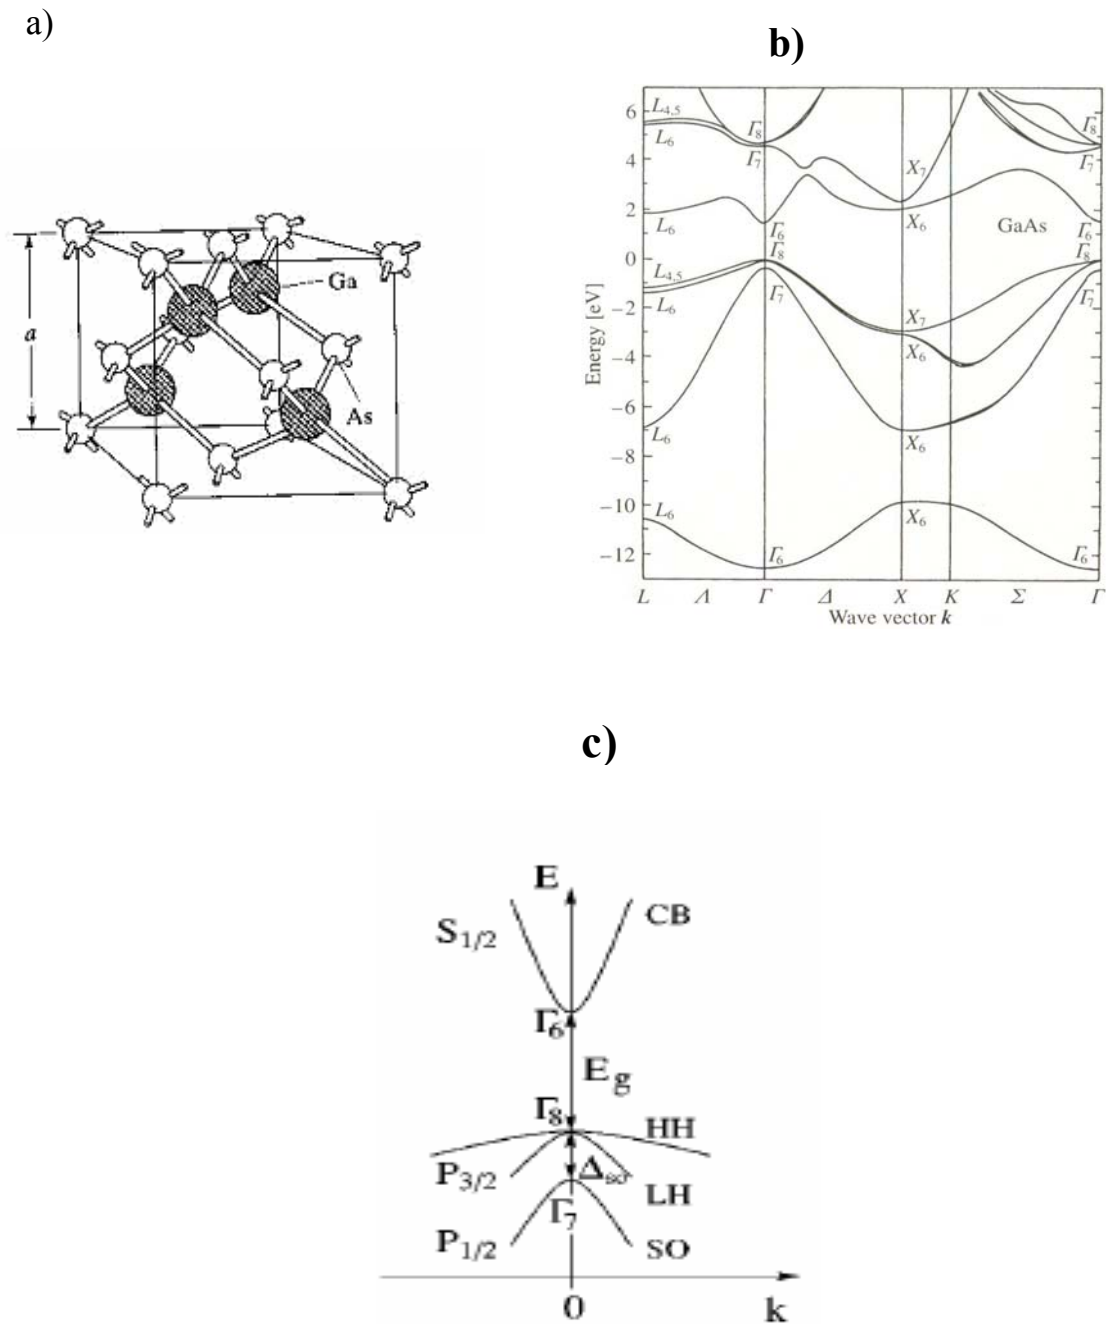 a)
a
Ga
As
b)
Energy [eV]
6
4
2
0
−2
−4
−6
−8
−10
−12
L₄,₅
L₆
L₆
L₄,₅
L₆
L₆
L₆
Γ₈
Γ₇
Γ₆
Γ₈
Γ₇
Γ₆
X₇
X₆
X₇
X₆
X₆
X₆
GaAs
Γ₈
Γ₇
Γ₆
Γ₈
Γ₇
Γ₆
L Λ Γ Δ X K Σ Γ
Wave vector k
c)
E
S₁/₂ CB
Γ₆
E g
Γ₈ HH
P₃/₂ Δso LH
Γ₇
P₁/₂ SO
0 k